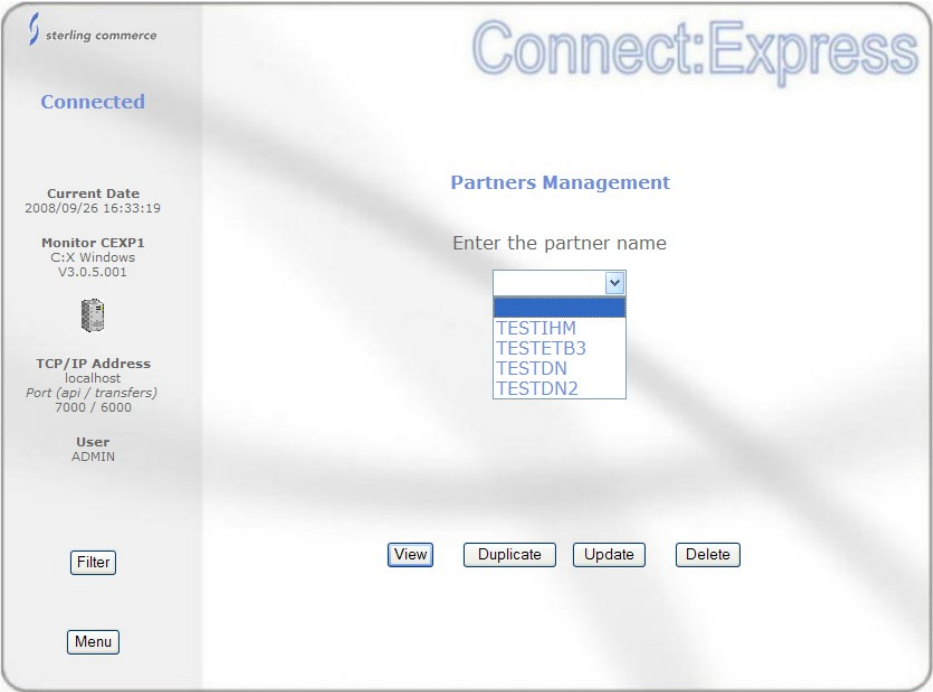 sterling commerce
Connect:Express
Connected
Current Date
2008/09/26 16:33:19
Monitor CEXP1
C:X Windows
V3.0.5.001
TCP/IP Address
localhost
Port (api / transfers)
7000 / 6000
User
ADMIN
Filter
Menu
Partners Management
Enter the partner name
TESTIHM
TESTETB3
TESTDN
TESTDN2
View Duplicate Update Delete